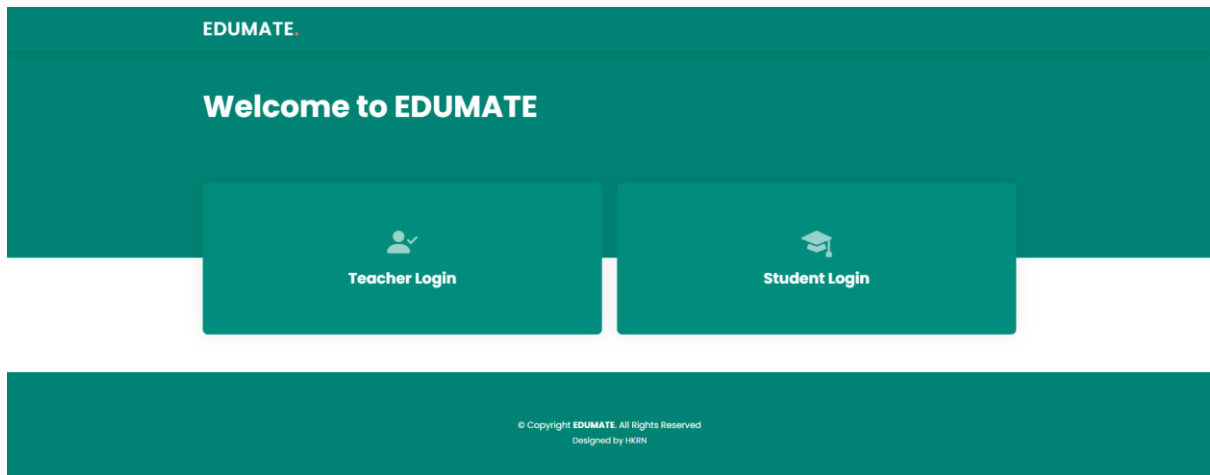 EDUMATE.
Welcome to EDUMATE
Teacher Login
Student Login
© Copyright EDUMATE. All Rights Reserved
Designed by HKRN